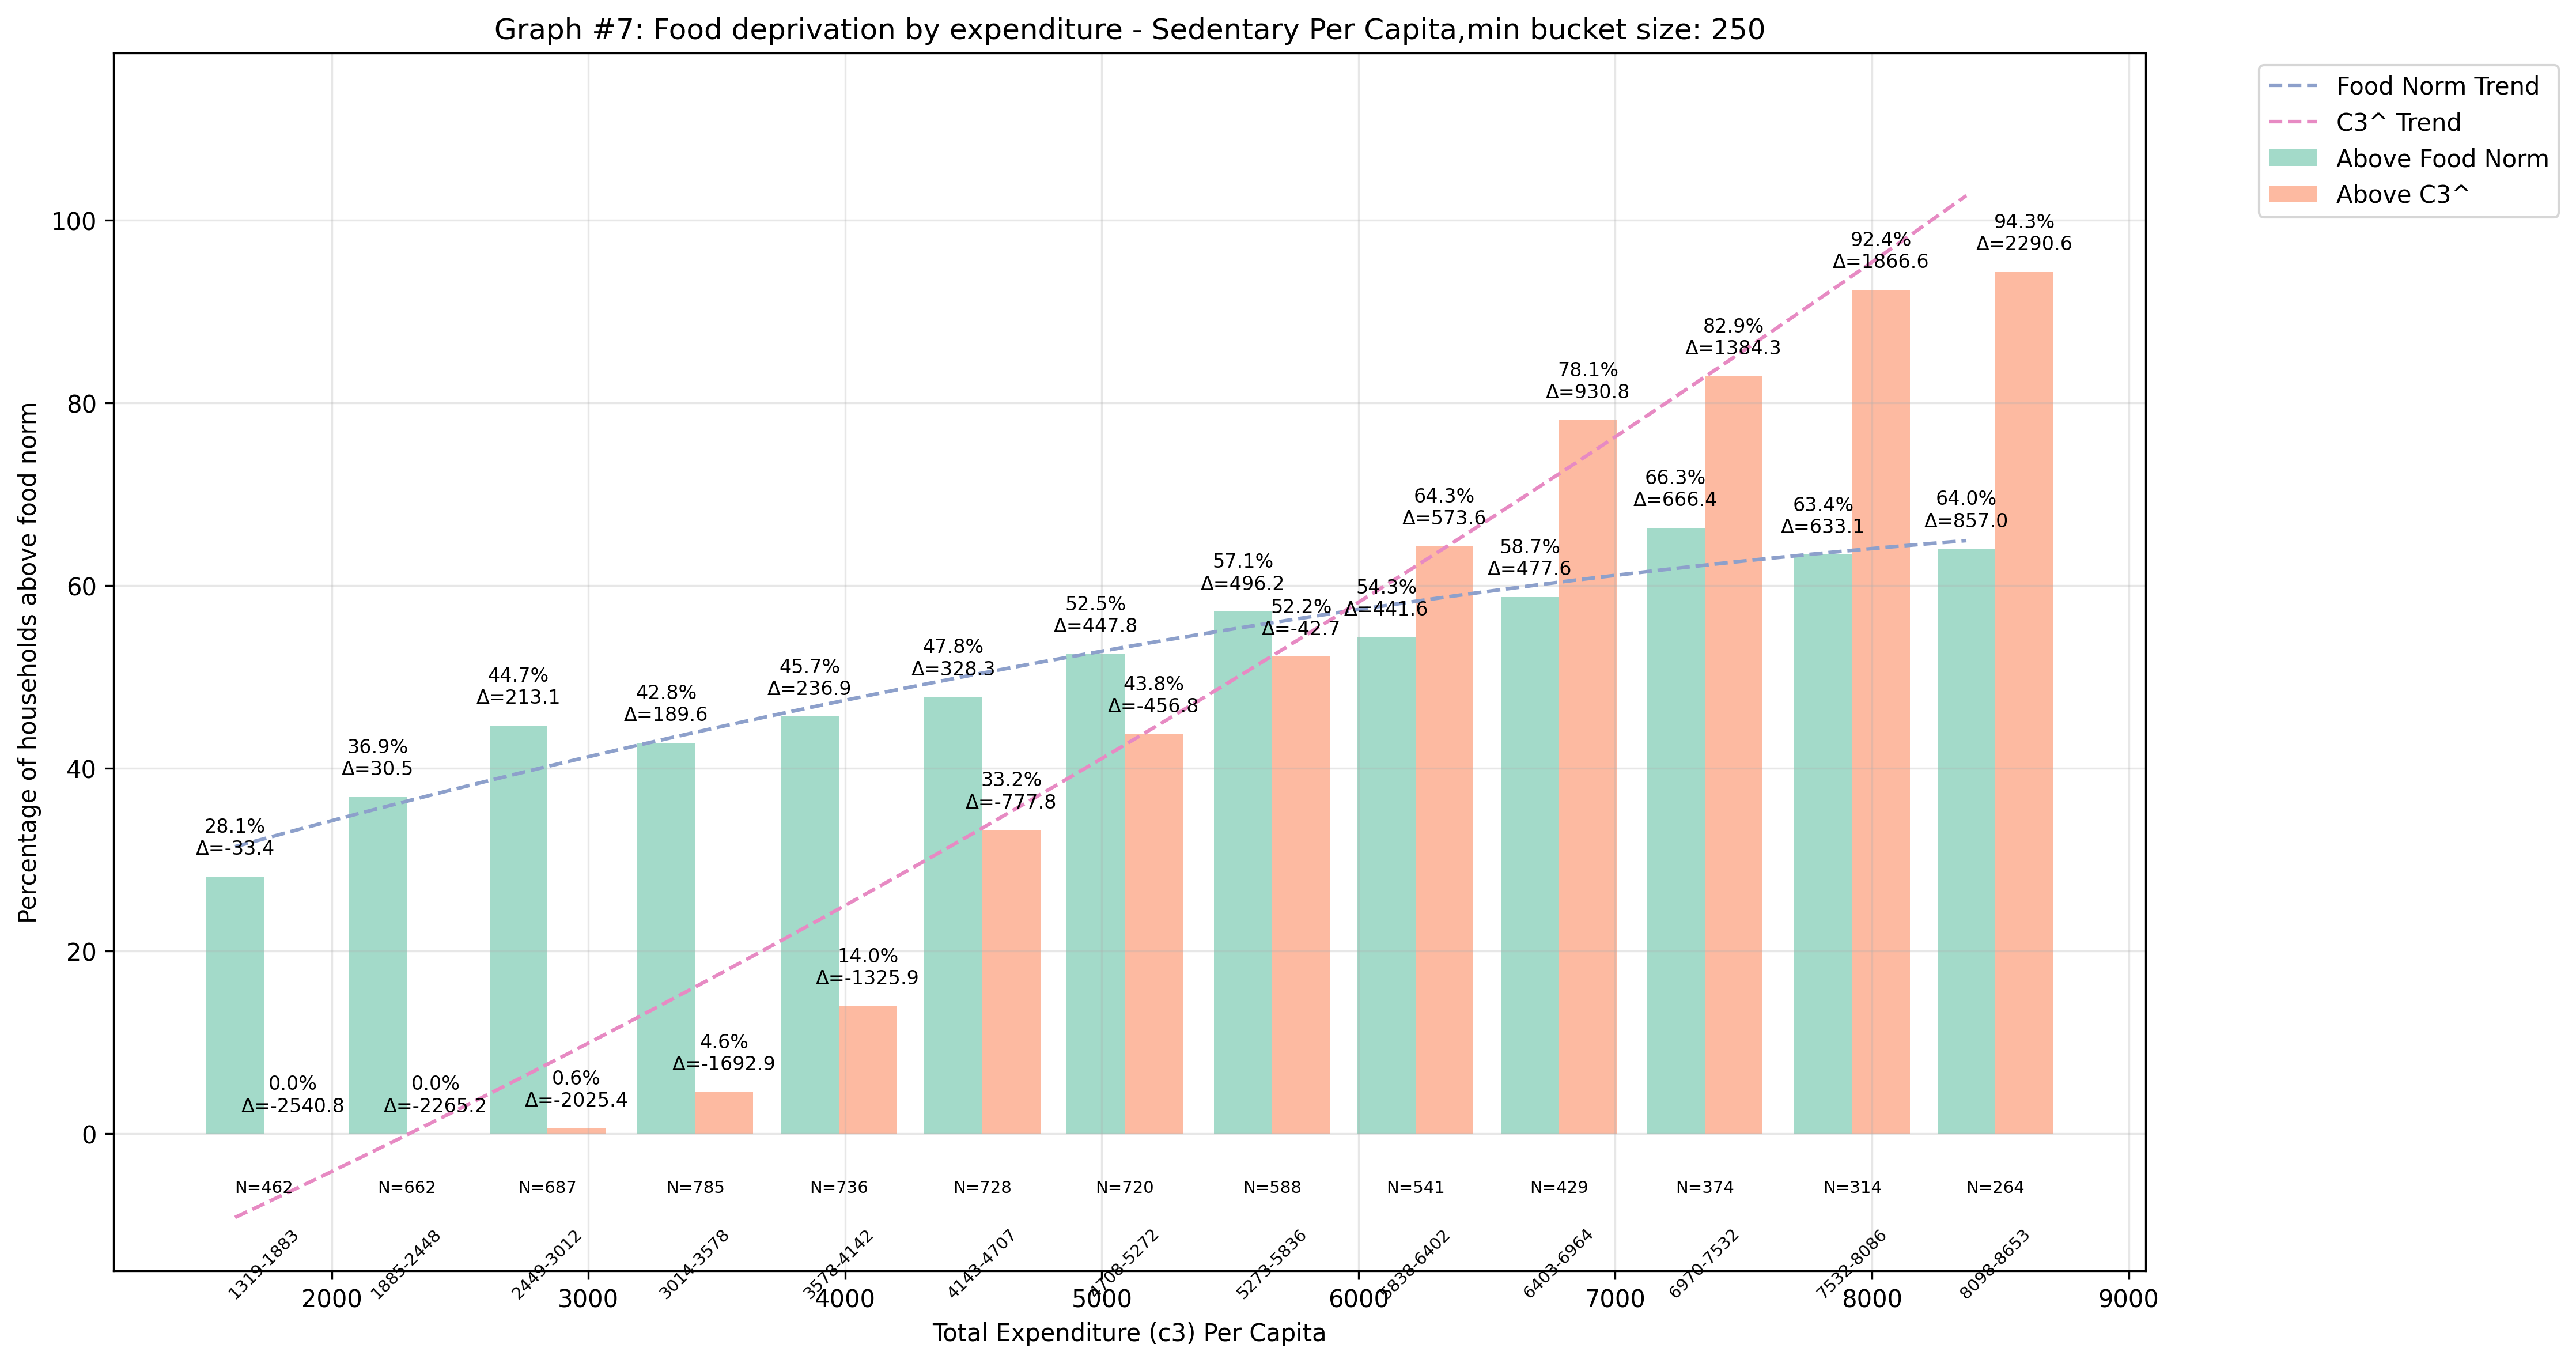 Graph #7: Food deprivation by expenditure - Sedentary Per Capita,min bucket size: 250
Food Norm Trend
C3^ Trend
Above Food Norm
Above C3^
Percentage of households above food norm
100
80
60
40
20
0
28.1%
Δ=-33.4
0.0%
Δ=-2540.8
36.9%
Δ=30.5
0.0%
Δ=-2265.2
44.7%
Δ=213.1
0.6%
Δ=-2025.4
42.8%
Δ=189.6
4.6%
Δ=-1692.9
45.7%
Δ=236.9
14.0%
Δ=-1325.9
47.8%
Δ=328.3
33.2%
Δ=-777.8
52.5%
Δ=447.8
43.8%
Δ=-456.8
57.1%
Δ=496.2
52.2%
Δ=-42.7
54.3%
Δ=441.6
64.3%
Δ=573.6
58.7%
Δ=477.6
78.1%
Δ=930.8
66.3%
Δ=666.4
82.9%
Δ=1384.3
63.4%
Δ=633.1
92.4%
Δ=1866.6
64.0%
Δ=857.0
94.3%
Δ=2290.6
N=462
N=662
N=687
N=785
N=736
N=728
N=720
N=588
N=541
N=429
N=374
N=314
N=264
1319-1883
1885-2448
2449-3012
3014-3578
3578-4142
4143-4707
4708-5272
5273-5836
5838-6402
6403-6964
6970-7532
7532-8086
8098-8653
2000
3000
4000
5000
6000
7000
8000
9000
Total Expenditure (c3) Per Capita